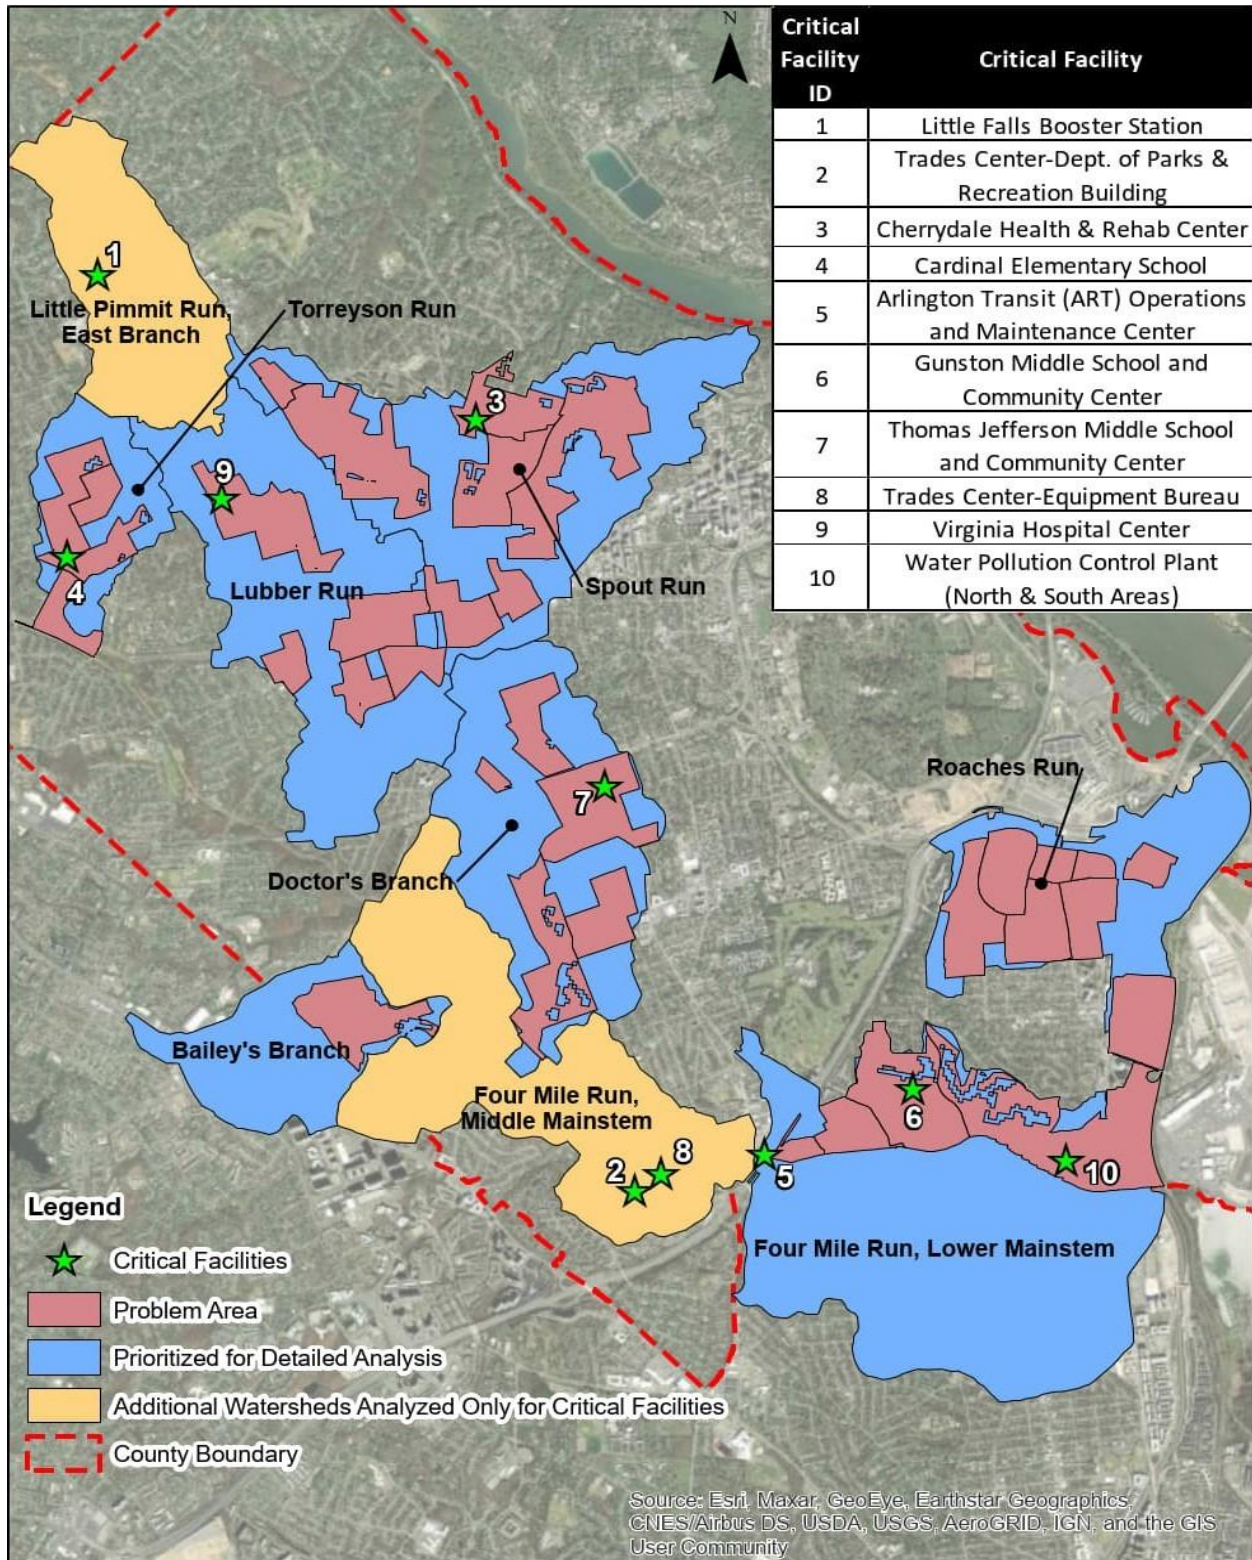 N
Critical
Facility
ID
Critical Facility
1 Little Falls Booster Station
2 Trades Center-Dept. of Parks &
Recreation Building
3 Cherrydale Health & Rehab Center
4 Cardinal Elementary School
5 Arlington Transit (ART) Operations
and Maintenance Center
6 Gunston Middle School and
Community Center
7 Thomas Jefferson Middle School
and Community Center
8 Trades Center-Equipment Bureau
9 Virginia Hospital Center
10 Water Pollution Control Plant
(North & South Areas)
1
Little Pimmit Run,
East Branch
Torreyson Run
3
9
4
Lubber Run
Spout Run
7
Roaches Run
Doctor's Branch
Bailey's Branch
Four Mile Run,
Middle Mainstem
6
2
8
5
10
Four Mile Run, Lower Mainstem
Legend
Critical Facilities
Problem Area
Prioritized for Detailed Analysis
Additional Watersheds Analyzed Only for Critical Facilities
County Boundary
Source: Esri, Maxar, GeoEye, Earthstar Geographics,
CNES/Airbus DS, USDA, USGS, AeroGRID, IGN, and the GIS
User Community